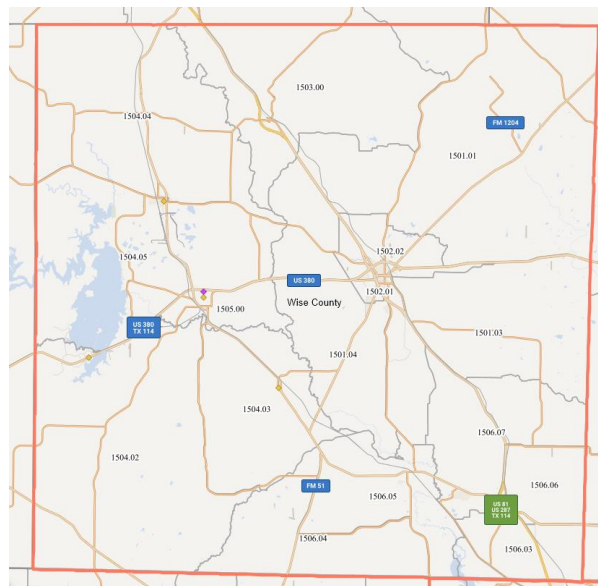 1503.00
1504.04
FM 1204
1501.01
1502.02
1504.05
US 380
1502.01
Wise County
1505.00
US 380
TX 114
1501.03
1501.04
1504.03
1506.07
1504.02
1506.06
FM 51
1506.05
US 81
US 287
TX 114
1506.04
1506.03